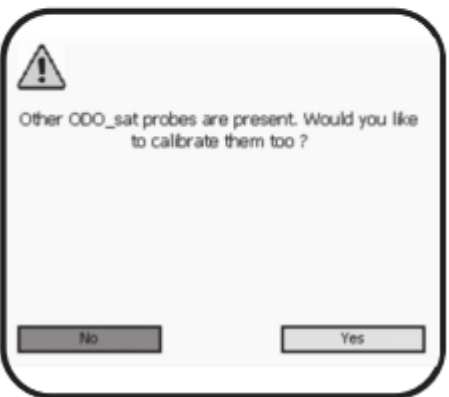 Other ODO_sat probes are present. Would you like
to calibrate them too ?
No
Yes